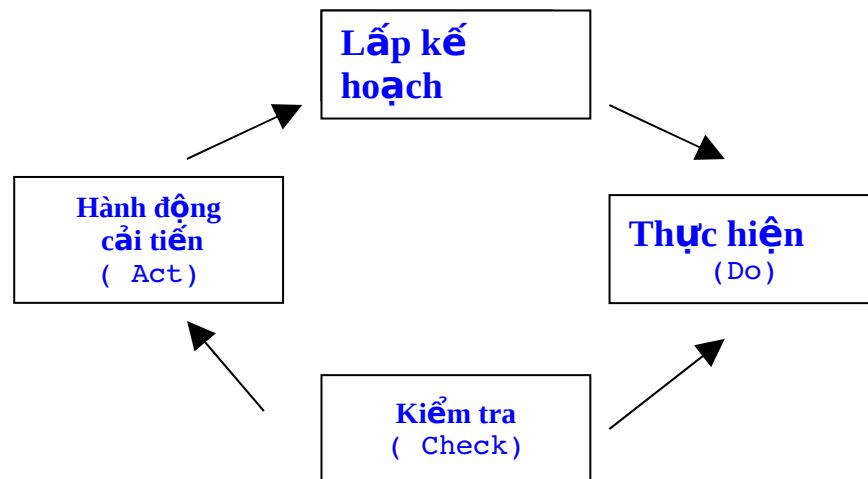 Lấp kế
hoạch
Hành động
cải tiến
( Act)
Thực hiện
(Do)
Kiểm tra
( Check)